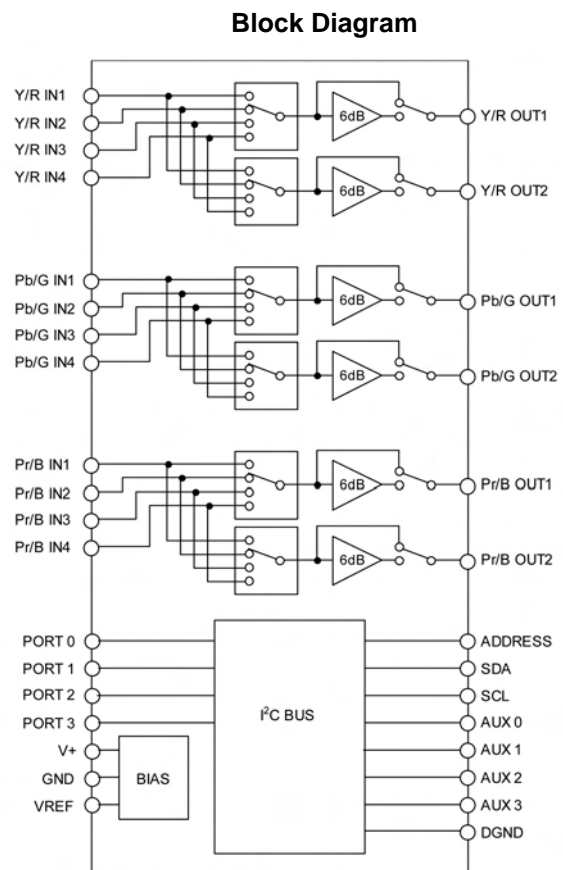 Block Diagram
Y/R IN1
Y/R IN2
Y/R IN3
Y/R IN4
6dB
Y/R OUT1
6dB
Y/R OUT2
Pb/G IN1
Pb/G IN2
Pb/G IN3
Pb/G IN4
6dB
Pb/G OUT1
6dB
Pb/G OUT2
Pr/B IN1
Pr/B IN2
Pr/B IN3
Pr/B IN4
6dB
Pr/B OUT1
6dB
Pr/B OUT2
PORT 0
PORT 1
PORT 2
PORT 3
V+
GND
VREF
BIAS
I²C BUS
ADDRESS
SDA
SCL
AUX 0
AUX 1
AUX 2
AUX 3
DGND